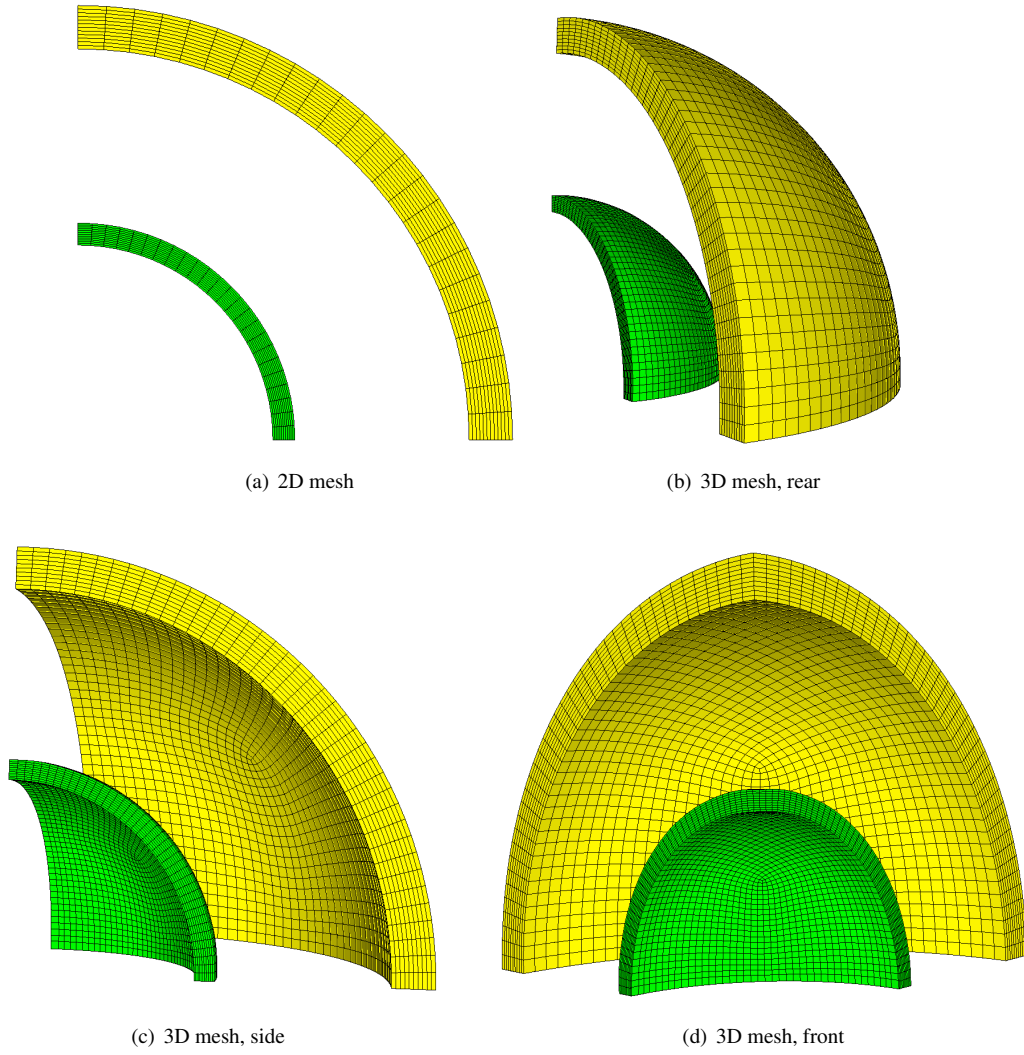 (a) 2D mesh
(b) 3D mesh, rear
(c) 3D mesh, side
(d) 3D mesh, front